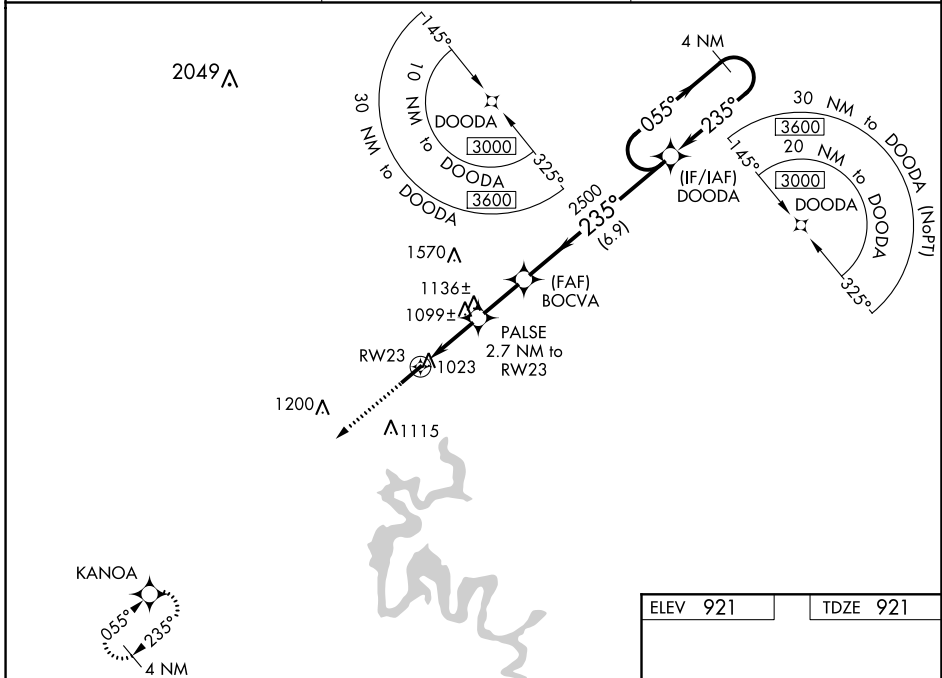 2049
145°
10 NM to DOODA
30 NM to DOODA
DOODA
3000
3600
325°
4 NM
055°
235°
(IF/IAF)
DOODA
30 NM to DOODA (NoPT)
3600
20 NM to DOODA
145°
3000
DOODA
325°
2500
235°
(6.9)
1570
(FAF)
BOCVA
1136±
1099±
PALSE
2.7 NM to
RW23
RW23
1023
1200
1115
KANOA
055°
235°
4 NM
ELEV 921
TDZE 921